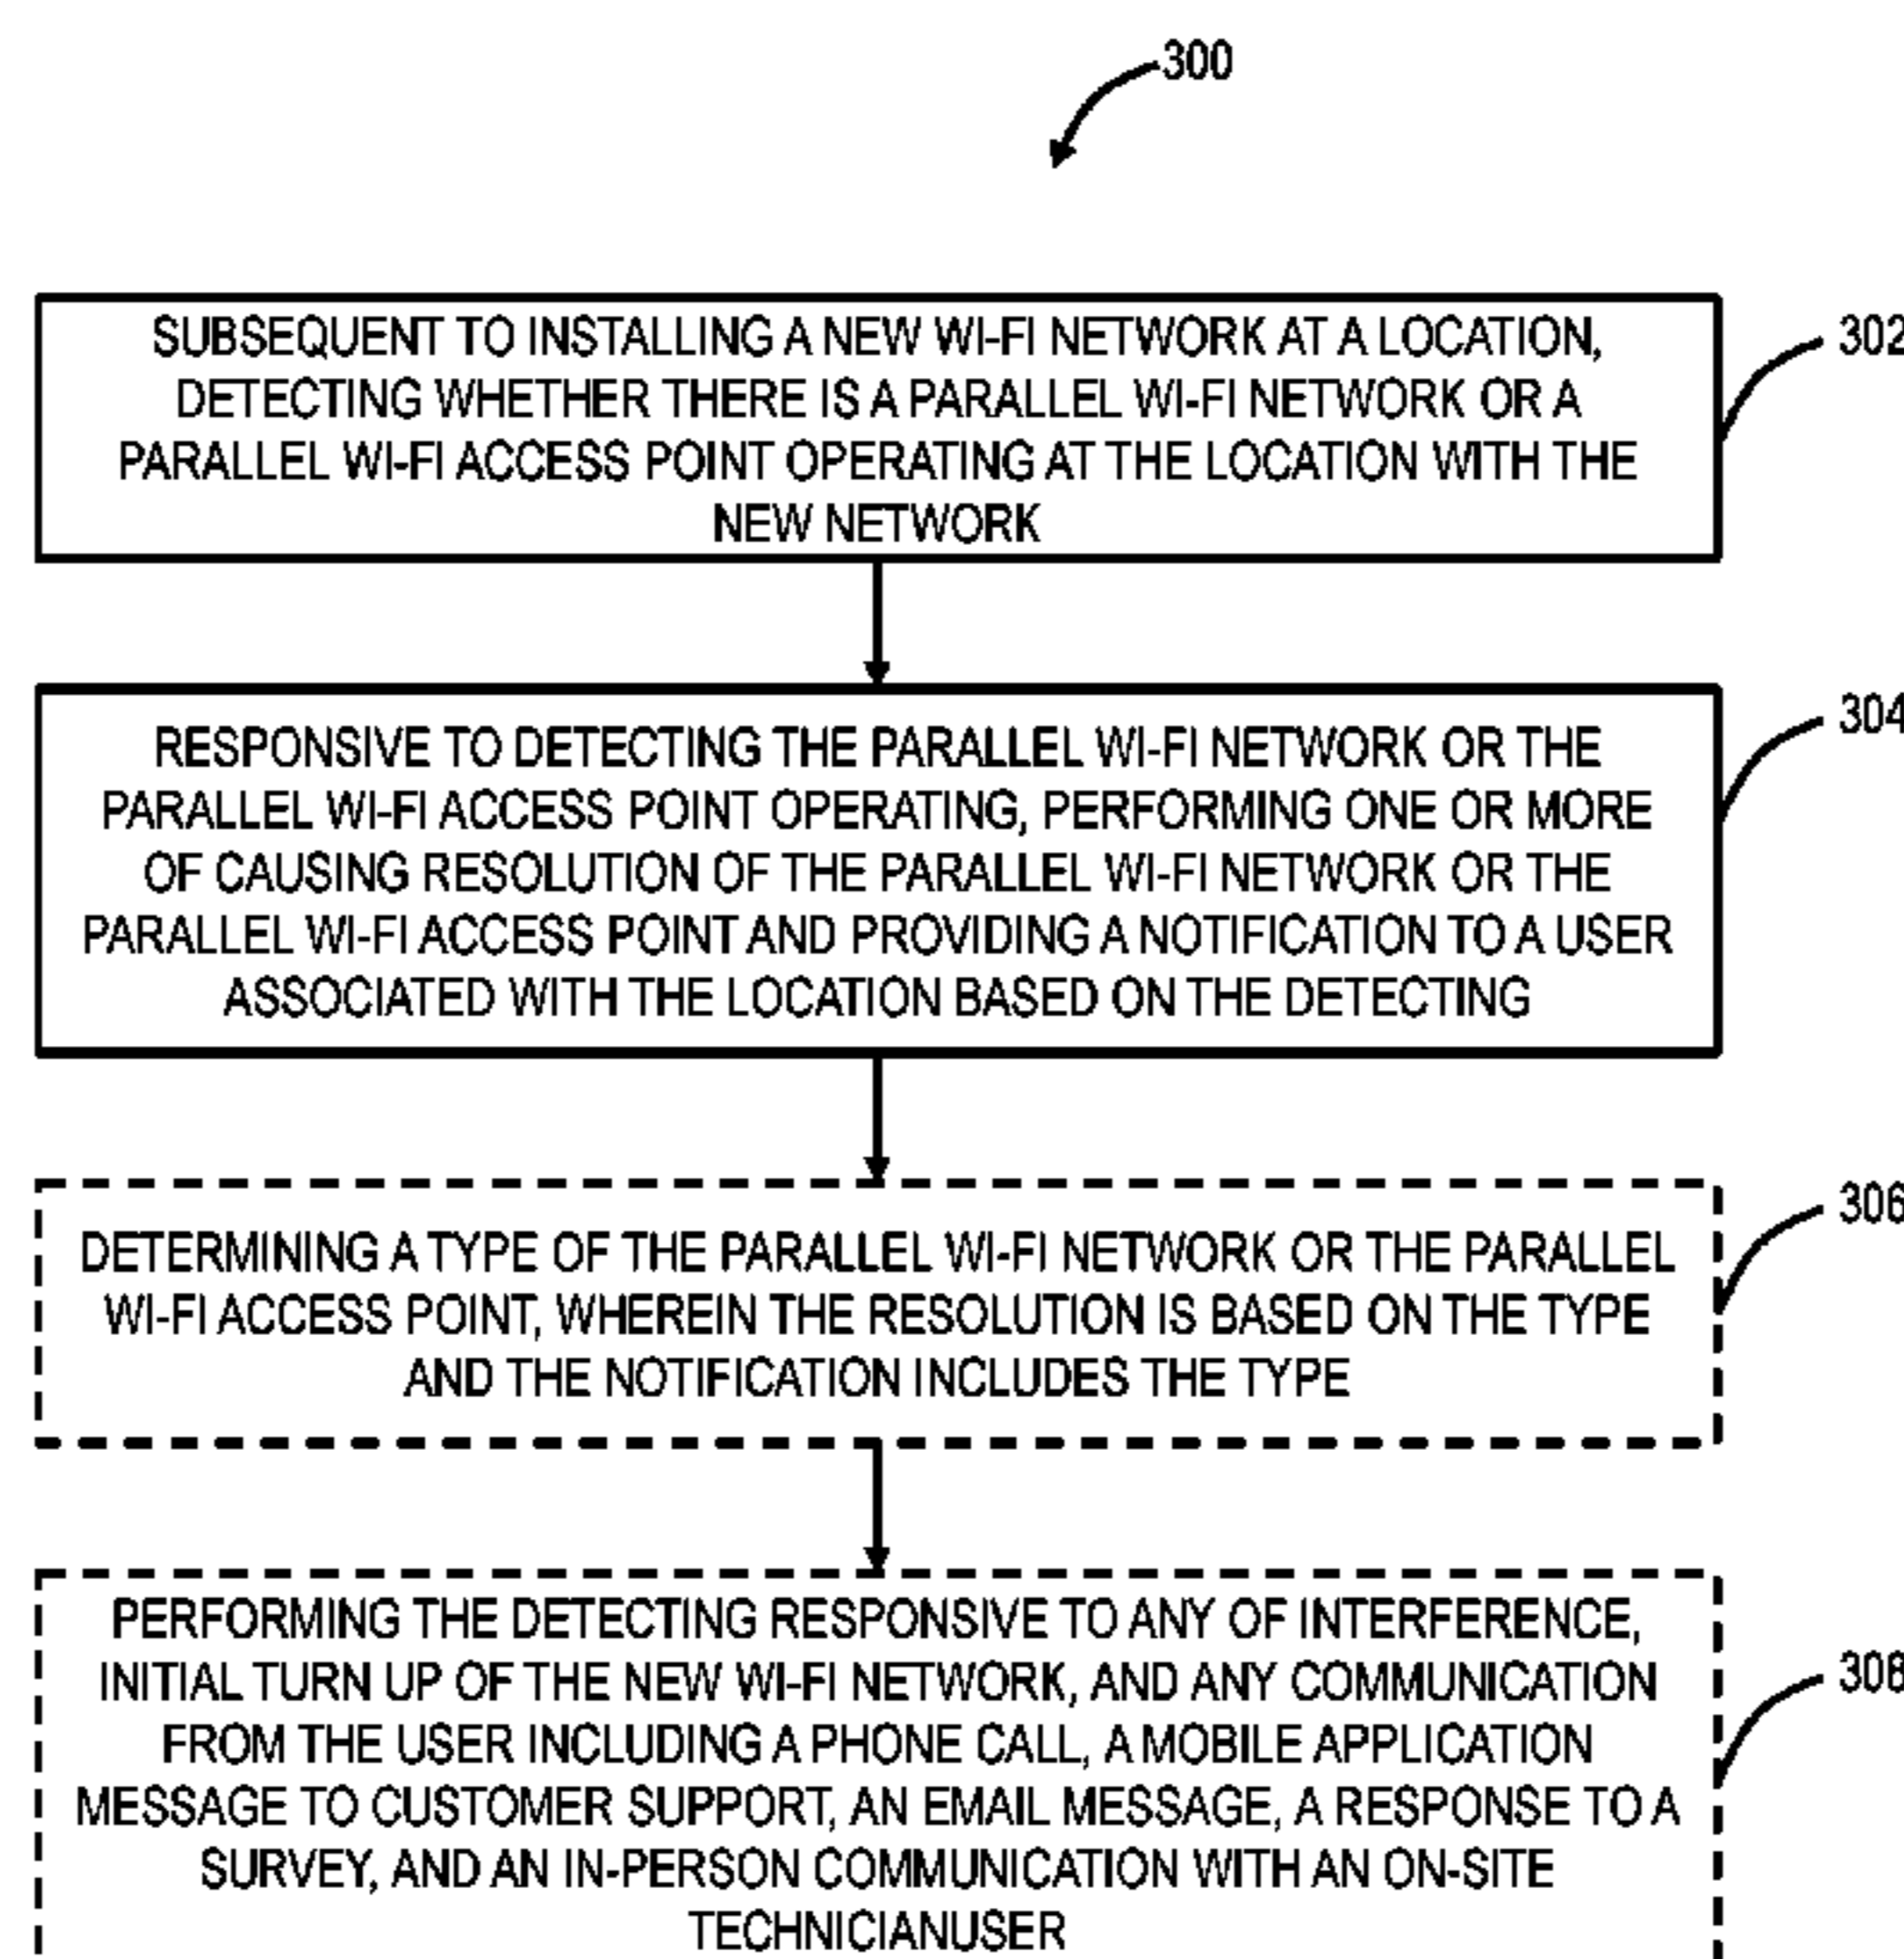 300
SUBSEQUENT TO INSTALLING A NEW WI-FI NETWORK AT A LOCATION,
DETECTING WHETHER THERE IS A PARALLEL WI-FI NETWORK OR A
PARALLEL WI-FI ACCESS POINT OPERATING AT THE LOCATION WITH THE
NEW NETWORK
302
RESPONSIVE TO DETECTING THE PARALLEL WI-FI NETWORK OR THE
PARALLEL WI-FI ACCESS POINT OPERATING, PERFORMING ONE OR MORE
OF CAUSING RESOLUTION OF THE PARALLEL WI-FI NETWORK OR THE
PARALLEL WI-FI ACCESS POINT AND PROVIDING A NOTIFICATION TO A USER
ASSOCIATED WITH THE LOCATION BASED ON THE DETECTING
304
DETERMINING A TYPE OF THE PARALLEL WI-FI NETWORK OR THE PARALLEL
WI-FI ACCESS POINT, WHEREIN THE RESOLUTION IS BASED ON THE TYPE
AND THE NOTIFICATION INCLUDES THE TYPE
306
PERFORMING THE DETECTING RESPONSIVE TO ANY OF INTERFERENCE,
INITIAL TURN UP OF THE NEW WI-FI NETWORK, AND ANY COMMUNICATION
FROM THE USER INCLUDING A PHONE CALL, A MOBILE APPLICATION
MESSAGE TO CUSTOMER SUPPORT, AN EMAIL MESSAGE, A RESPONSE TO A
SURVEY, AND AN IN-PERSON COMMUNICATION WITH AN ON-SITE
TECHNICIANUSER
308